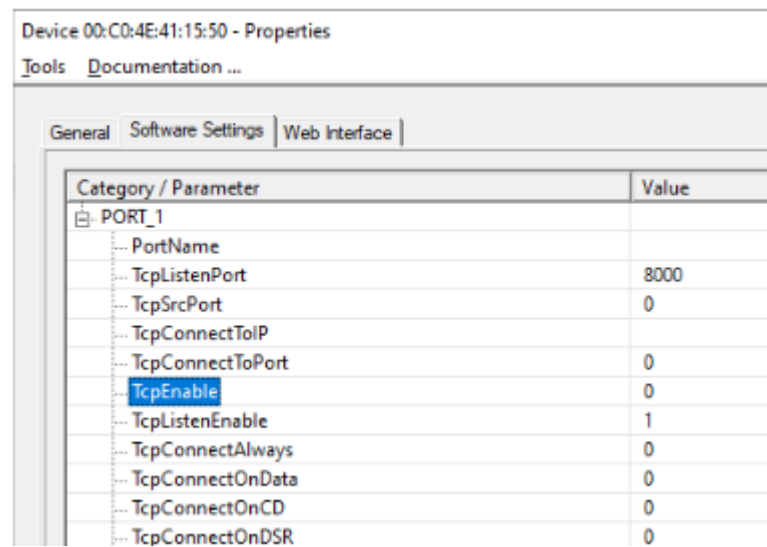 Device 00:C0:4E:41:15:50 - Properties
Tools Documentation ...
General Software Settings Web Interface
Category / Parameter Value
PORT_1
PortName
TcpListenPort 8000
TcpSrcPort 0
TcpConnectToIP
TcpConnectToPort 0
TcpEnable 0
TcpListenEnable 1
TcpConnectAlways 0
TcpConnectOnData 0
TcpConnectOnCD 0
TcpConnectOnDSR 0